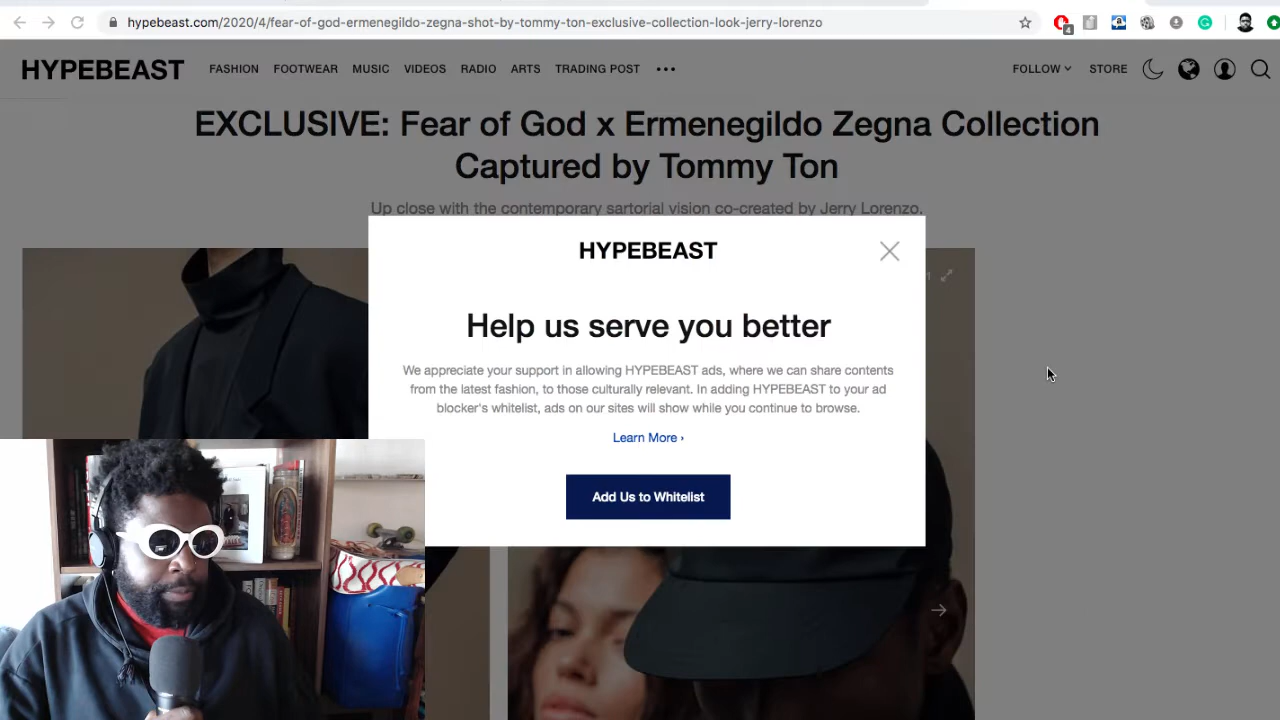 hypebeast.com/2020/4/fear-of-god-ermenegildo-zegna-shot-by-tommy-ton-exclusive-collection-look-jerry-lorenzo
4
HYPEBEAST FASHION FOOTWEAR MUSIC VIDEOS RADIO ARTS TRADING POST ••• FOLLOW STORE
EXCLUSIVE: Fear of God x Ermenegildo Zegna Collection
Captured by Tommy Ton
Up close with the contemporary sartorial vision co-created by Jerry Lorenzo.
HYPEBEAST
Help us serve you better
We appreciate your support in allowing HYPEBEAST ads, where we can share contents
from the latest fashion, to those culturally relevant. In adding HYPEBEAST to your ad
blocker's whitelist, ads on our sites will show while you continue to browse.
Learn More ›
Add Us to Whitelist